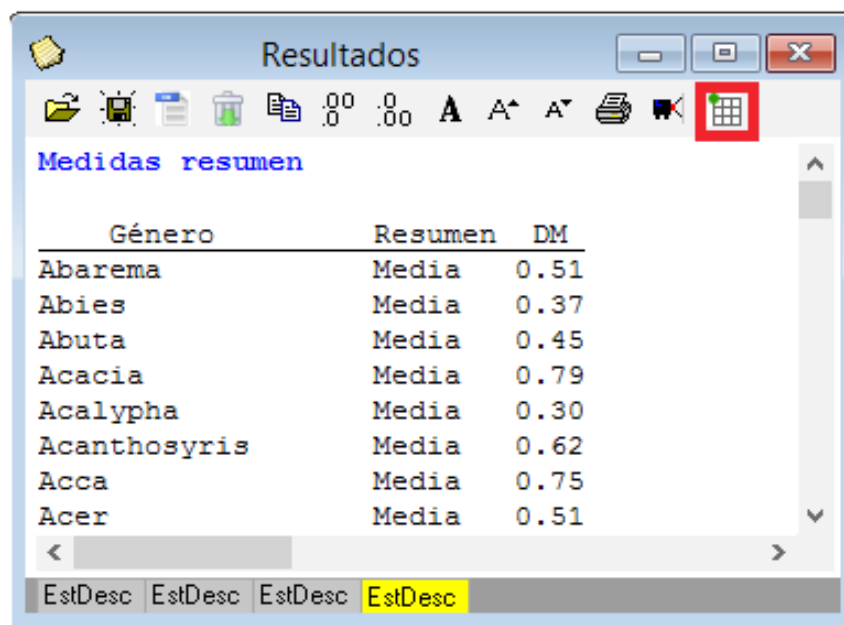 Resultados
A A A
Medidas resumen
Género Resumen DM
Abarema Media 0.51
Abies Media 0.37
Abuta Media 0.45
Acacia Media 0.79
Acalypha Media 0.30
Acanthosyris Media 0.62
Acca Media 0.75
Acer Media 0.51
EstDesc EstDesc EstDesc EstDesc